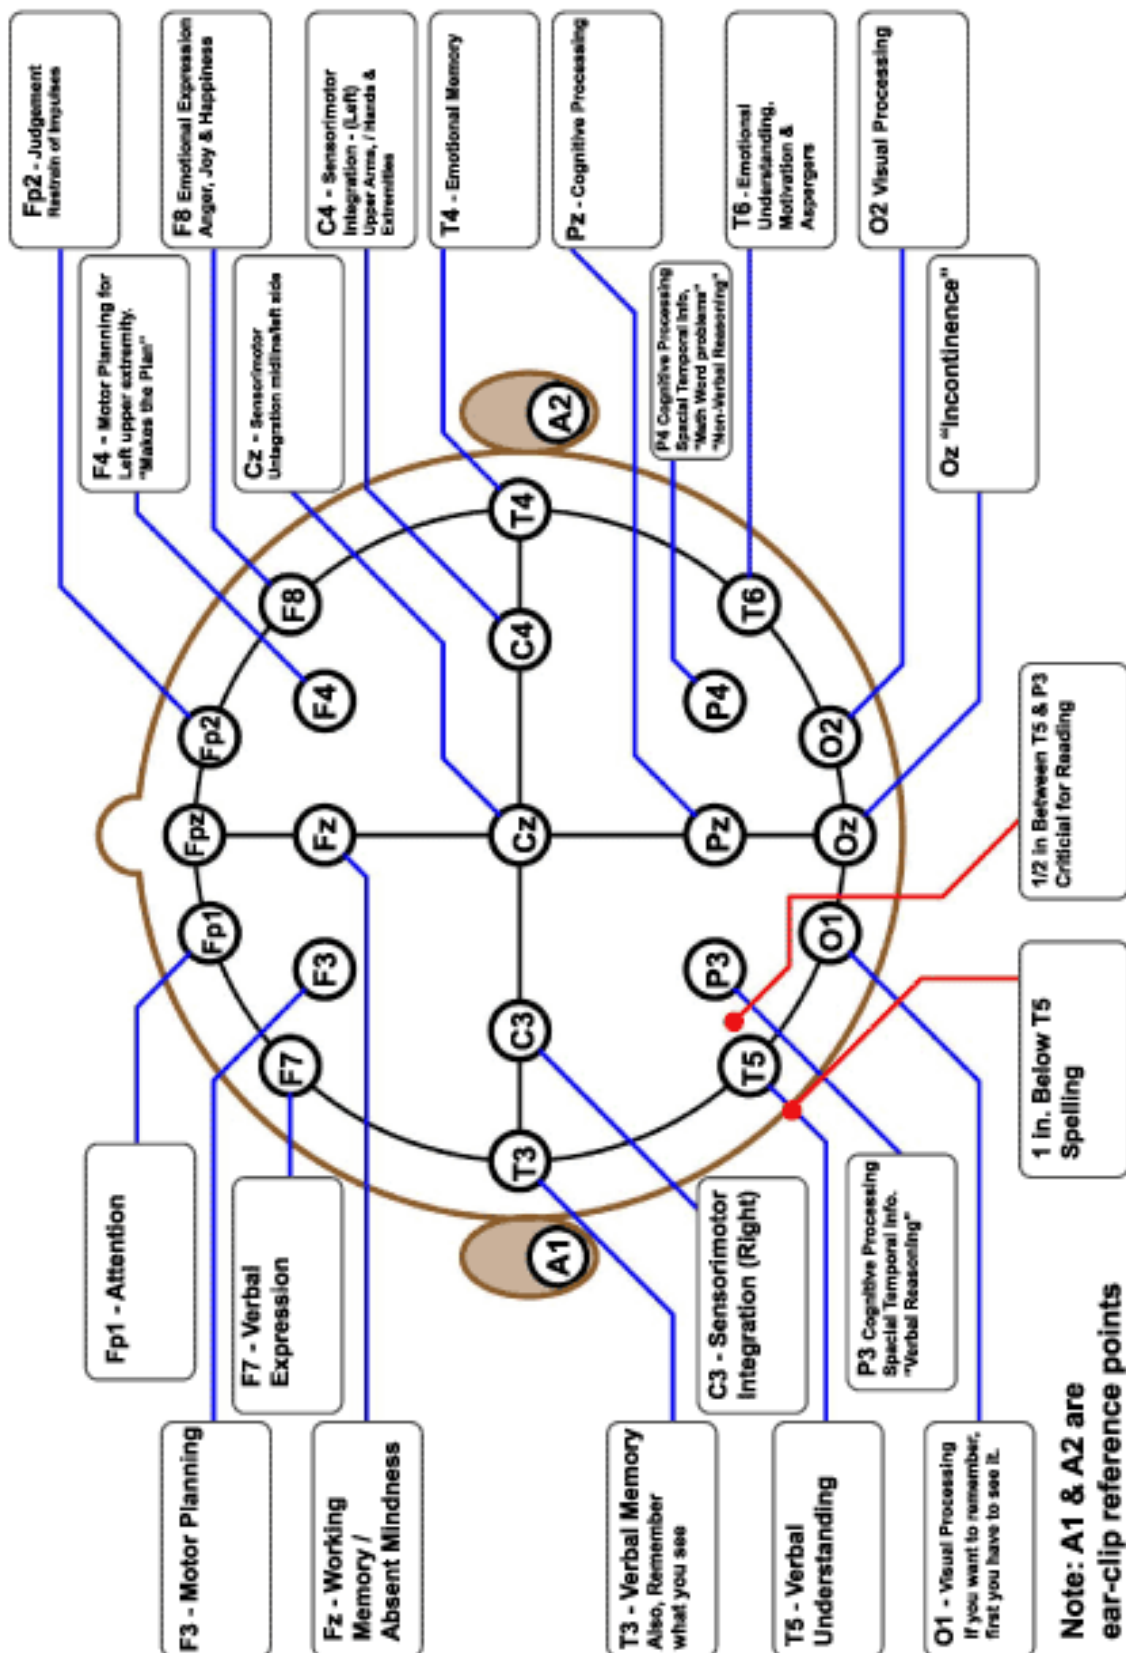 Fp1 - Attention
F3 - Motor Planning
F7 - Verbal
Expression
Fz - Working
Memory /
Absent Mindness
T3 - Verbal Memory
Also, Remember
what you see
C3 - Sensorimotor
Integration (Right)
T5 - Verbal
Understanding
P3 Cognitive Processing
Spacial Temporal Info.
"Verbal Reasoning"
O1 - Visual Processing
If you want to remember,
first you have to see it.
Note: A1 & A2 are
ear-clip reference points
1 in. Below T5
Spelling
1/2 in Between T5 & P3
Criticial for Reading
Fp2 - Judgement
Restrain of Impulses
F4 - Motor Planning for
Left upper extremity.
"Makes the Plan"
F8 Emotional Expression
Anger, Joy & Happiness
Cz - Sensorimotor
Untagration midline/left side
C4 - Sensorimotor
Integration - (Left)
Upper Arms, / Hands &
Extremities
T4 - Emotional Memory
Pz - Cognitive Processing
P4 Cognitive Processing
Spacial Temporal Info,
"Math Word problems"
"Non-Verbal Reasoning"
T6 - Emotional
Understanding,
Motivation &
Aspergers
O2 Visual Processing
Oz "Incontinence"
Fp1
Fpz
Fp2
F7
F3
Fz
F4
F8
A1
T3
C3
Cz
C4
T4
A2
T5
P3
Pz
P4
T6
O1
Oz
O2